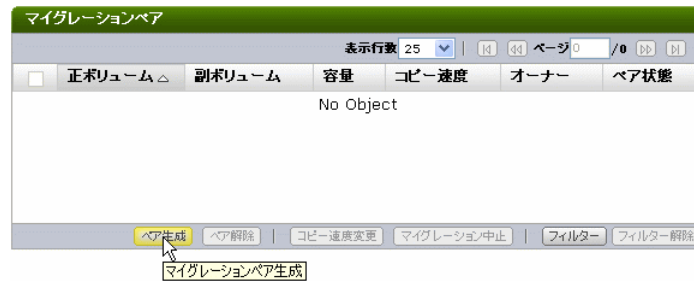 マイグレーションペア
表示行数 25 | ページ 0 /0
正ボリューム△ 副ボリューム 容量 コピー速度 オーナー ペア状態
No Object
ペア生成 ペア解除 | コピー速度変更 マイグレーション中止 | フィルター フィルター解除
マイグレーションペア生成